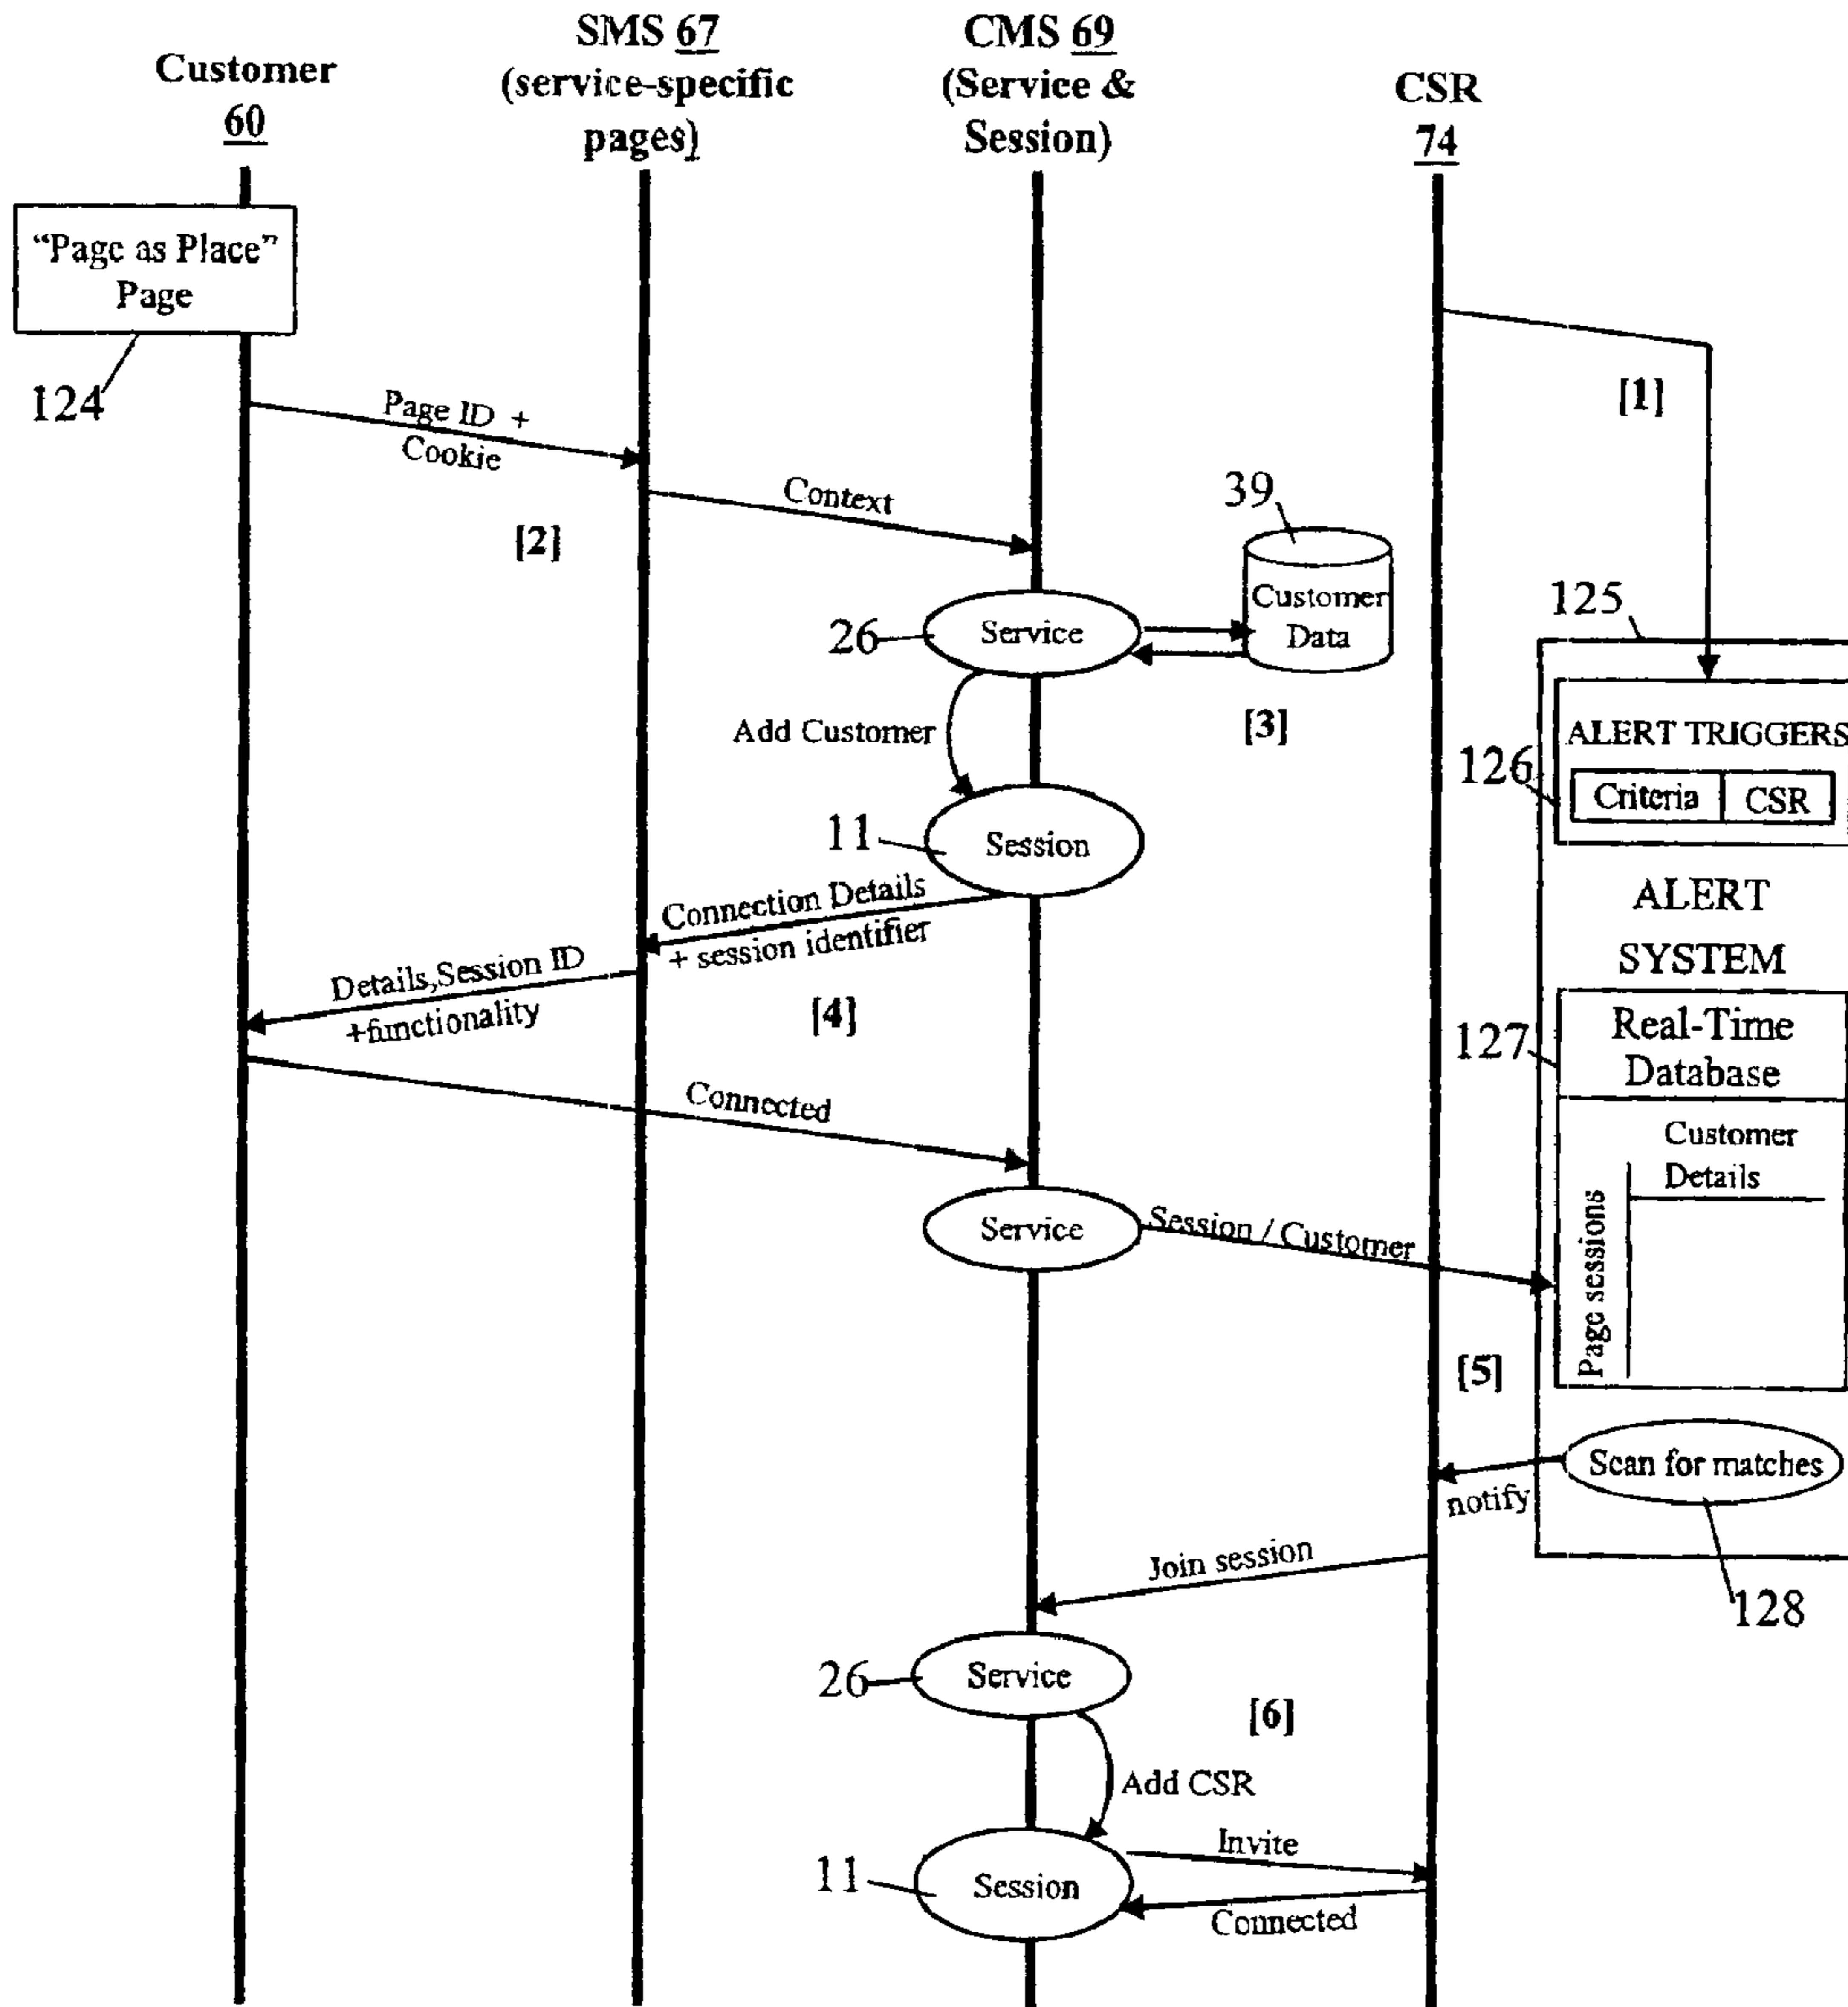 Customer
60
SMS 67
(service-specific
pages)
CMS 69
(Service &
Session)
CSR
74
“Page as Place”
Page
124
[1]
Page ID +
Cookie
Context
[2]
39
Customer
Data
26
Service
125
[3]
Add Customer
ALERT TRIGGERS
126
Criteria
CSR
11
Session
ALERT
SYSTEM
Connection Details
+ session identifier
Details,Session ID
+functionality
[4]
127
Real-Time
Database
Connected
Customer
Details
Page sessions
Service
Session / Customer
[5]
Scan for matches
notify
Join session
128
26
Service
[6]
Add CSR
Invite
11
Session
Connected